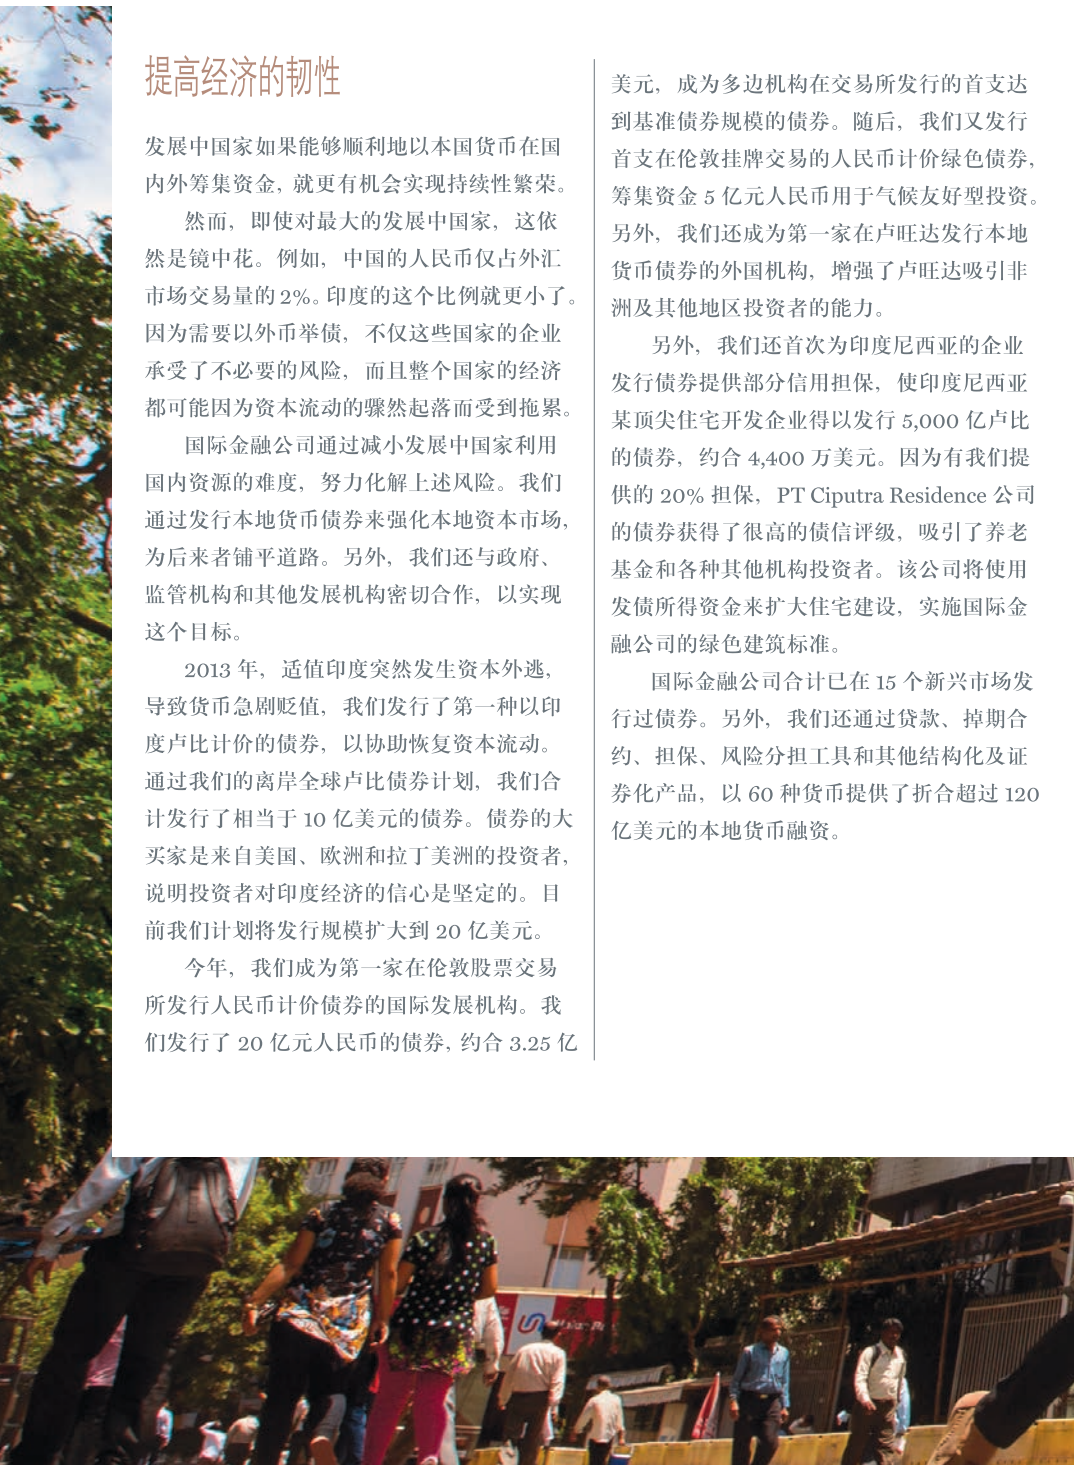 提高经济的韧性
发展中国家如果能够顺利地以本国货币在国
内外筹集资金，就更有机会实现持续性繁荣。
然而，即使对最大的发展中国家，这依
然是镜中花。例如，中国的人民币仅占外汇
市场交易量的 2%。印度的这个比例就更小了。
因为需要以外币举债，不仅这些国家的企业
承受了不必要的风险，而且整个国家的经济
都可能因为资本流动的骤然起落而受到拖累。
国际金融公司通过减小发展中国家利用
国内资源的难度，努力化解上述风险。我们
通过发行本地货币债券来强化本地资本市场，
为后来者铺平道路。另外，我们还与政府、
监管机构和其他发展机构密切合作，以实现
这个目标。
2013 年，适值印度突然发生资本外逃，
导致货币急剧贬值，我们发行了第一种以印
度卢比计价的债券，以协助恢复资本流动。
通过我们的离岸全球卢比债券计划，我们合
计发行了相当于 10 亿美元的债券。债券的大
买家是来自美国、欧洲和拉丁美洲的投资者，
说明投资者对印度经济的信心是坚定的。目
前我们计划将发行规模扩大到 20 亿美元。
今年，我们成为第一家在伦敦股票交易
所发行人民币计价债券的国际发展机构。我
们发行了 20 亿元人民币的债券，约合 3.25 亿
美元，成为多边机构在交易所发行的首支达
到基准债券规模的债券。随后，我们又发行
首支在伦敦挂牌交易的人民币计价绿色债券，
筹集资金 5 亿元人民币用于气候友好型投资。
另外，我们还成为第一家在卢旺达发行本地
货币债券的外国机构，增强了卢旺达吸引非
洲及其他地区投资者的能力。
另外，我们还首次为印度尼西亚的企业
发行债券提供部分信用担保，使印度尼西亚
某顶尖住宅开发企业得以发行 5,000 亿卢比
的债券，约合 4,400 万美元。因为有我们提
供的 20% 担保，PT Ciputra Residence 公司
的债券获得了很高的债信评级，吸引了养老
基金和各种其他机构投资者。该公司将使用
发债所得资金来扩大住宅建设，实施国际金
融公司的绿色建筑标准。
国际金融公司合计已在 15 个新兴市场发
行过债券。另外，我们还通过贷款、掉期合
约、担保、风险分担工具和其他结构化及证
券化产品，以 60 种货币提供了折合超过 120
亿美元的本地货币融资。